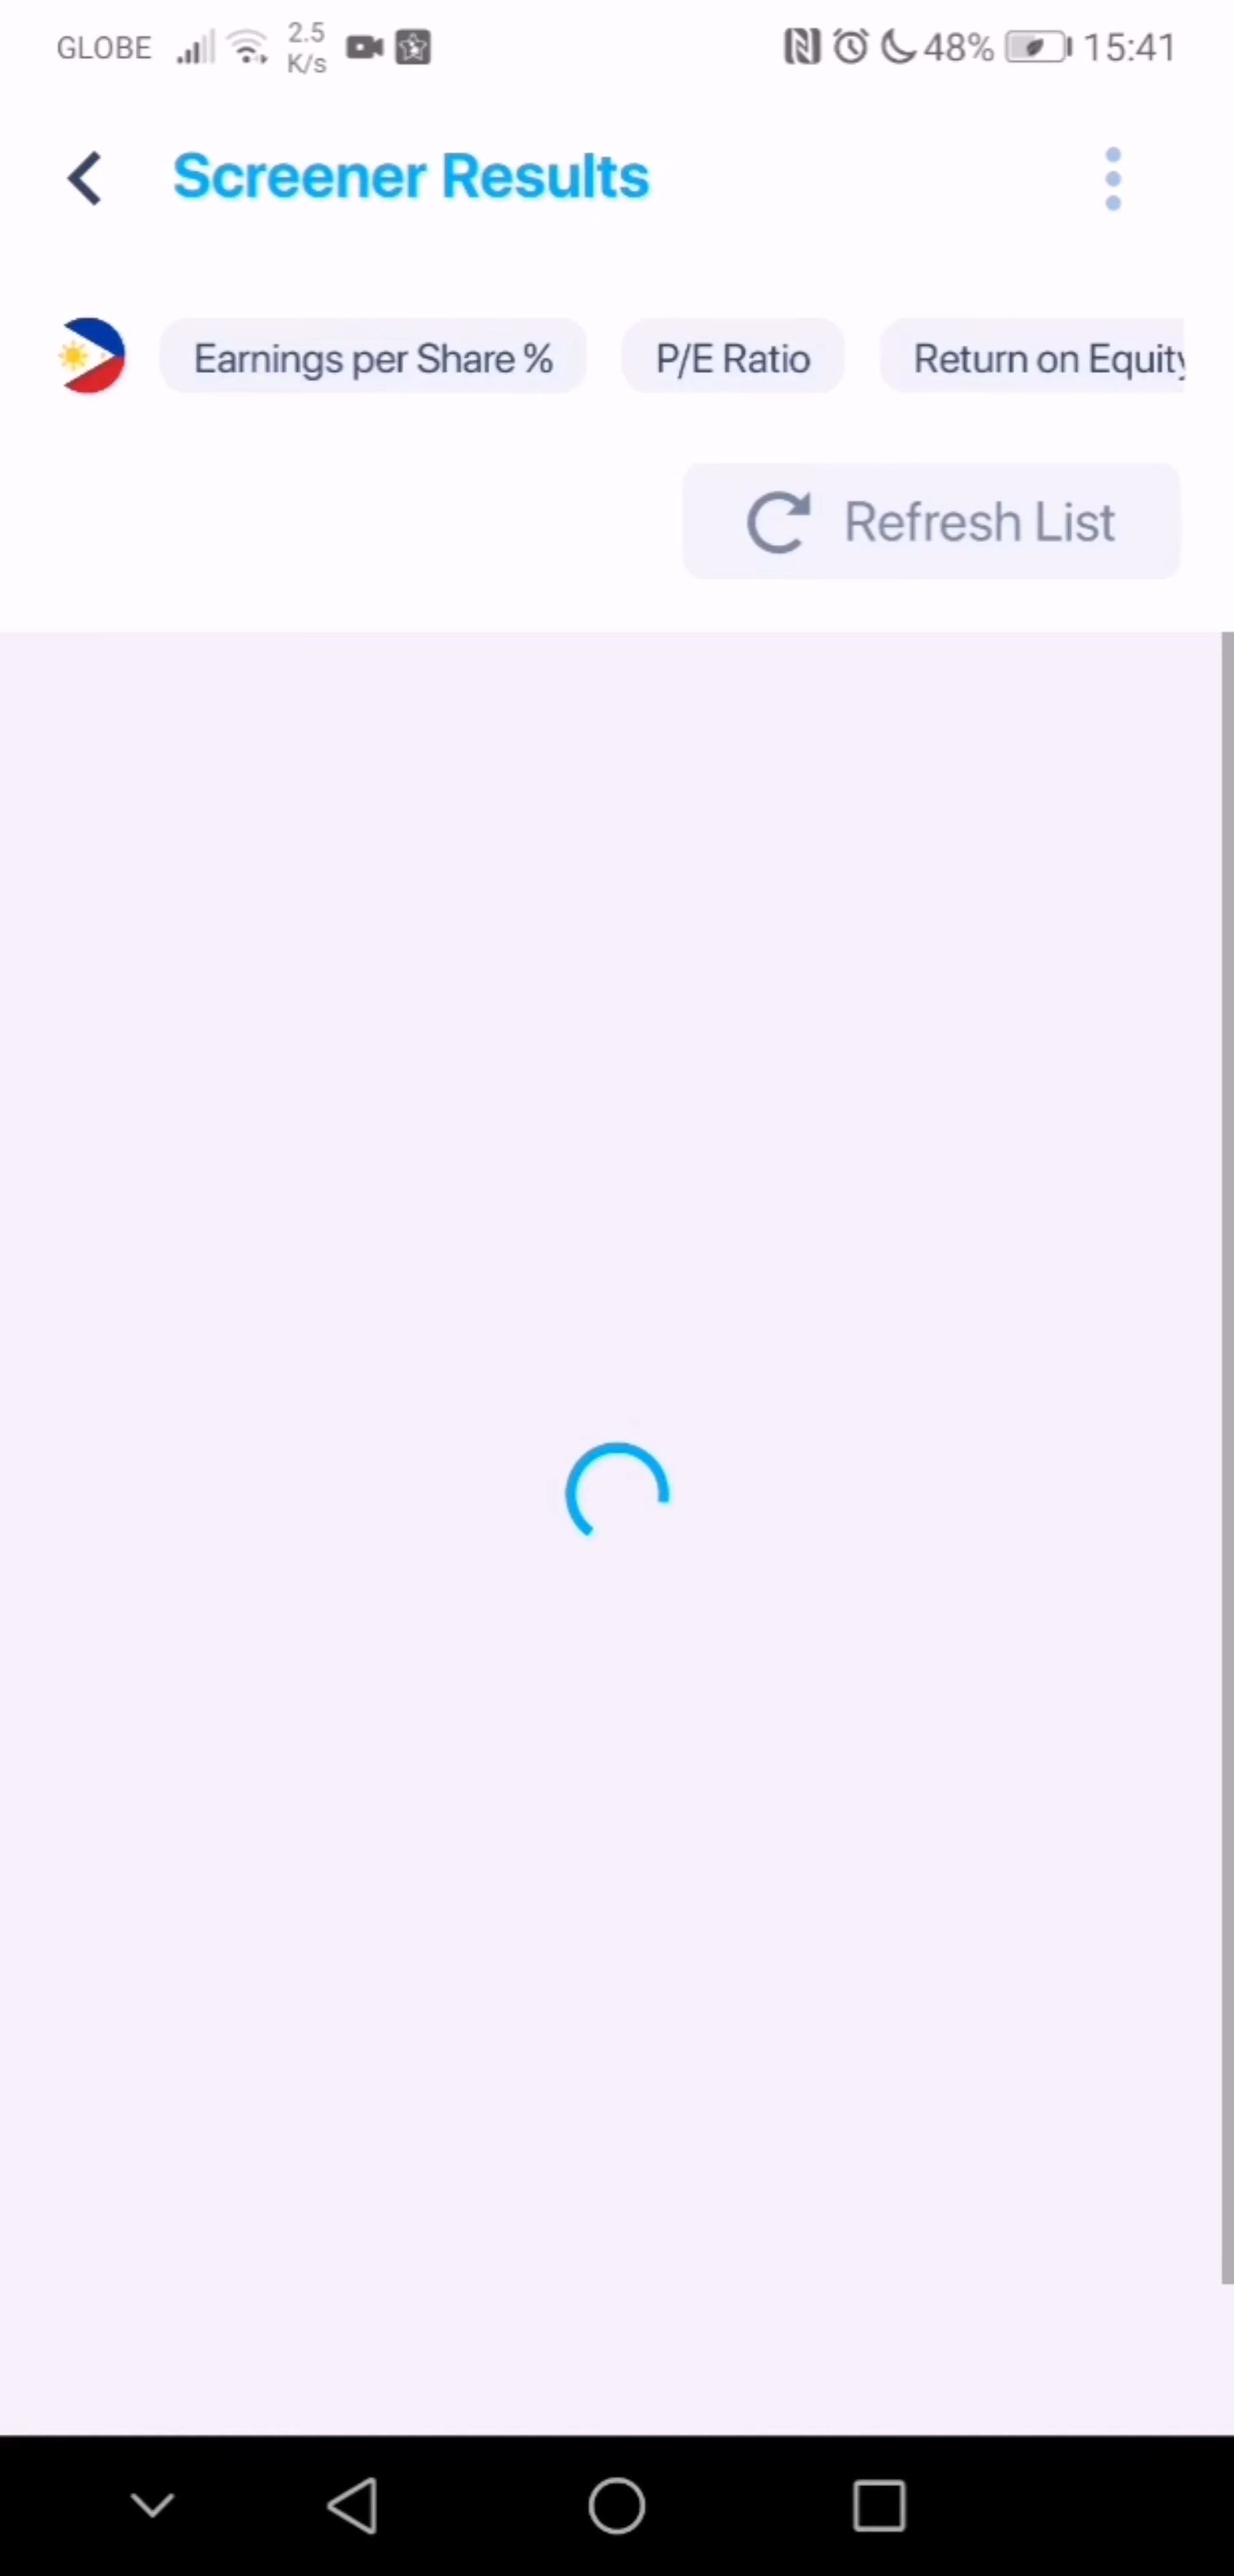 GLOBE 2.5 K/s 48% 15:41
Screener Results
Earnings per Share % P/E Ratio Return on Equity
Refresh List